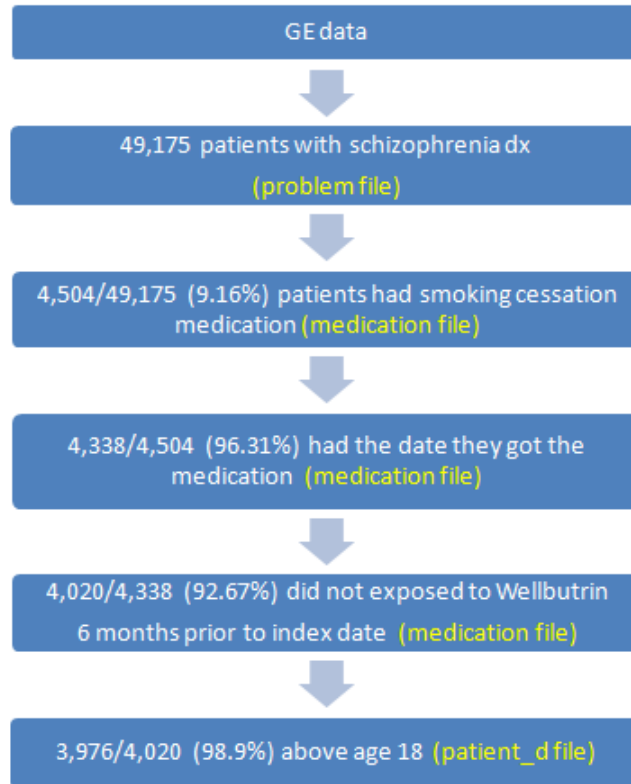 GE data
49,175 patients with schizophrenia dx
(problem file)
4,504/49,175 (9.16%) patients had smoking cessation
medication (medication file)
4,338/4,504 (96.31%) had the date they got the
medication (medication file)
4,020/4,338 (92.67%) did not exposed to Wellbutrin
6 months prior to index date (medication file)
3,976/4,020 (98.9%) above age 18 (patient_d file)